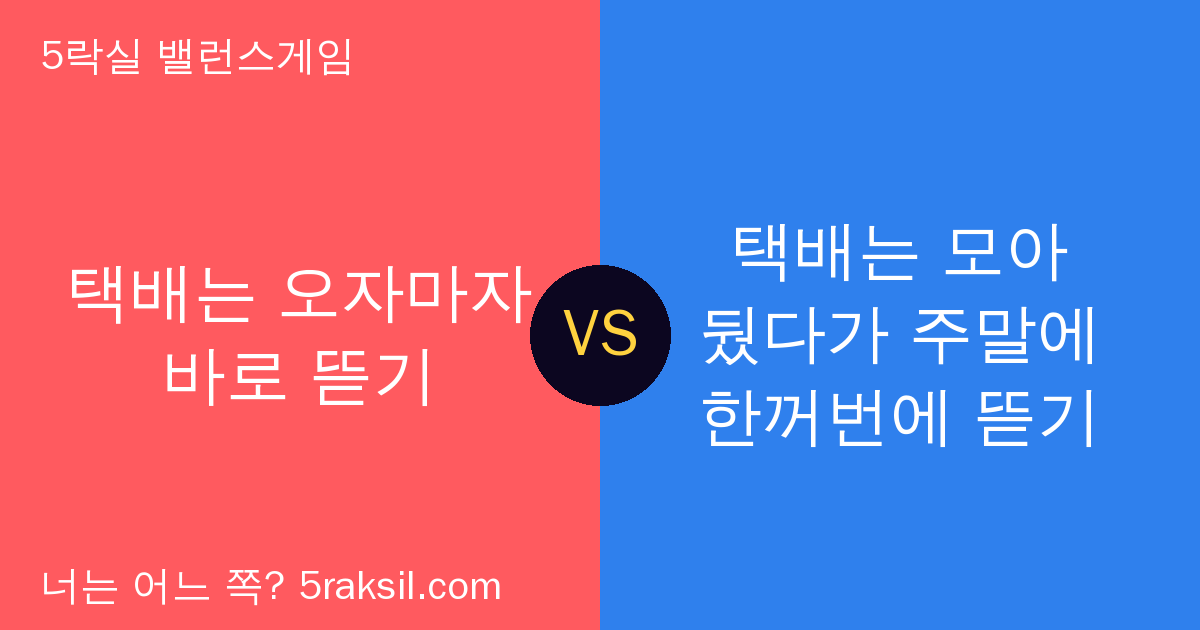 5락실 밸런스게임
택배는 오자마자
바로 뜯기
VS
택배는 모아
뒀다가 주말에
한꺼번에 뜯기
너는 어느 쪽? 5raksil.com